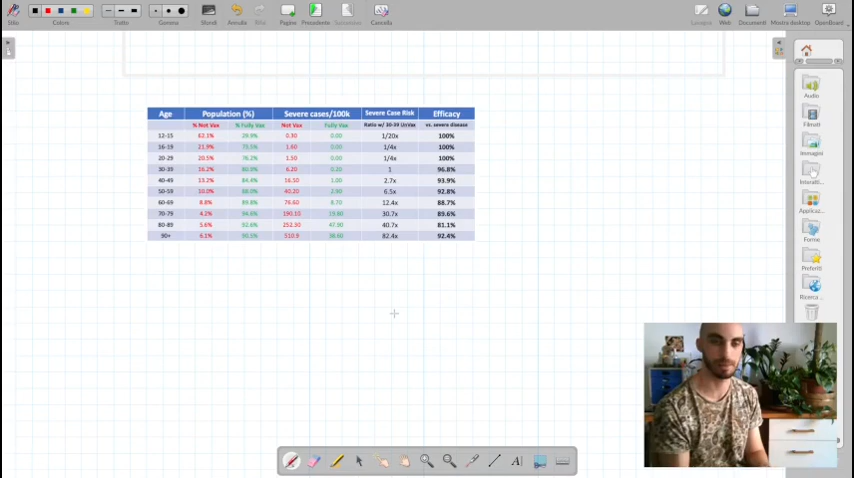 Stilo Colore Tratto Gomma Sfondi Annulla Rifai Pagine Precedente Successivo Cancella Lavagna Web Documenti Mostra desktop OpenBoard
Age Population (%) Severe cases/100k Severe Case Risk Efficacy
% Not Vax % Fully Vax Not Vax Fully Vax Ratio w/ 30-39 UnVax vs. severe disease
12-15 62.1% 29.9% 0.30 0.00 1/20x 100%
16-19 21.9% 73.5% 1.60 0.00 1/4x 100%
20-29 20.5% 76.2% 1.50 0.00 1/4x 100%
30-39 16.2% 80.9% 6.20 0.20 1 96.8%
40-49 13.2% 84.4% 16.50 1.00 2.7x 93.9%
50-59 10.0% 88.0% 40.20 2.90 6.5x 92.8%
60-69 8.8% 89.8% 76.60 8.70 12.4x 88.7%
70-79 4.2% 94.6% 190.10 19.80 30.7x 89.6%
80-89 5.6% 92.6% 252.30 47.90 40.7x 81.1%
90+ 6.1% 90.5% 510.9 38.60 82.4x 92.4%
Audio
Filmati
Immagini
Interatti...
Applicaz...
Forme
Preferiti
Ricerca ...